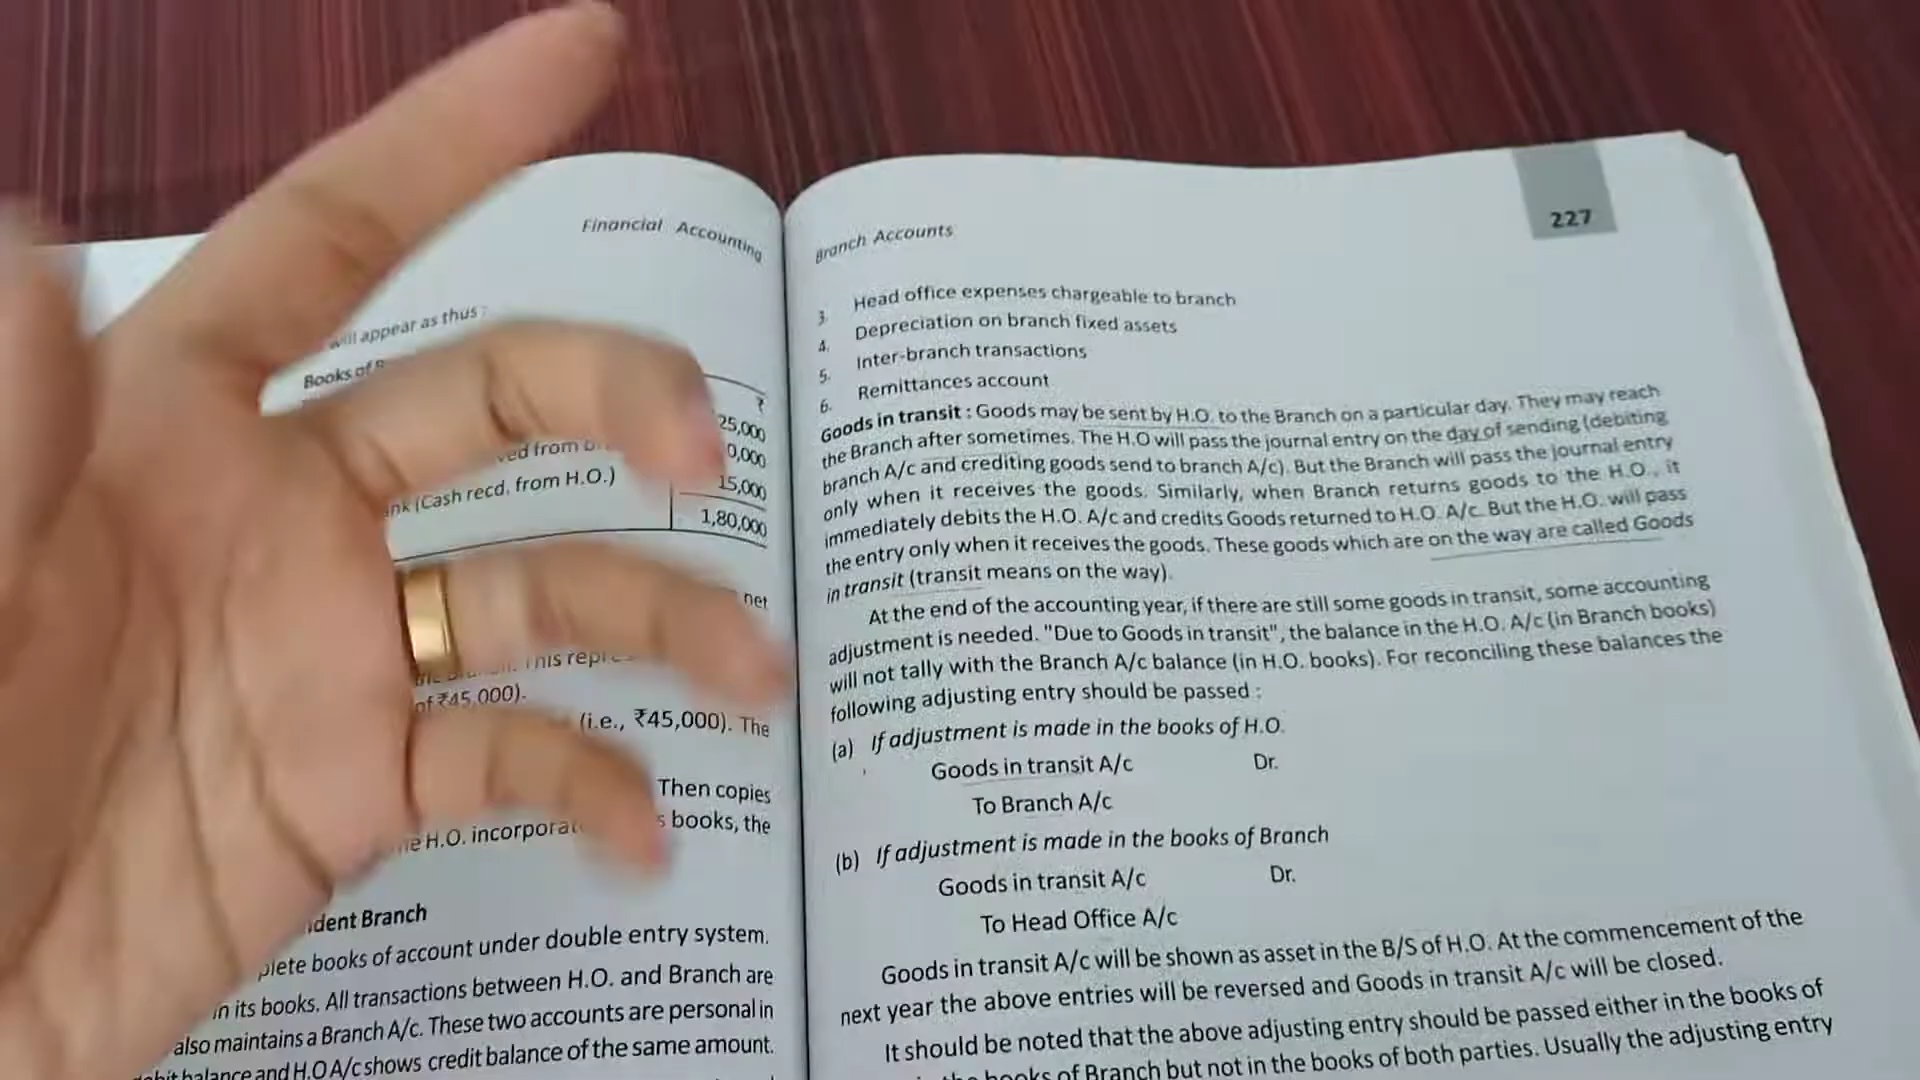 Financial Accounting
will appear as thus :
Books of
₹
25,000
0,000
ved from
15,000
nk (Cash recd. from H.O.)
1,80,000
net
This repre
of ₹45,000).
(i.e., ₹45,000). The
Then copies
H.O. incorporat s books, the
dent Branch
plete books of account under double entry system.
in its books. All transactions between H.O. and Branch are
also maintains a Branch A/c. These two accounts are personal in
balance and H.O A/c shows credit balance of the same amount.
Branch Accounts
227
3. Head office expenses chargeable to branch
4. Depreciation on branch fixed assets
5. Inter-branch transactions
6. Remittances account
Goods in transit : Goods may be sent by H.O. to the Branch on a particular day. They may reach
the Branch after sometimes. The H.O will pass the journal entry on the day of sending (debiting
branch A/c and crediting goods send to branch A/c). But the Branch will pass the journal entry
only when it receives the goods. Similarly, when Branch returns goods to the H.O., it
immediately debits the H.O. A/c and credits Goods returned to H.O. A/c. But the H.O. will pass
the entry only when it receives the goods. These goods which are on the way are called Goods
in transit (transit means on the way).
At the end of the accounting year, if there are still some goods in transit, some accounting
adjustment is needed. "Due to Goods in transit", the balance in the H.O. A/c (in Branch books)
will not tally with the Branch A/c balance (in H.O. books). For reconciling these balances the
following adjusting entry should be passed :
(a) If adjustment is made in the books of H.O.
Goods in transit A/c Dr.
To Branch A/c
(b) If adjustment is made in the books of Branch
Goods in transit A/c Dr.
To Head Office A/c
Goods in transit A/c will be shown as asset in the B/S of H.O. At the commencement of the
next year the above entries will be reversed and Goods in transit A/c will be closed.
It should be noted that the above adjusting entry should be passed either in the books of
the books of Branch but not in the books of both parties. Usually the adjusting entry